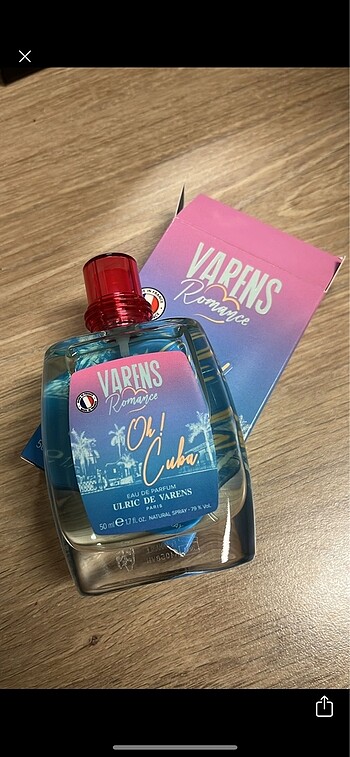 VARENS
Romance
VARENS
Romance
Oh!
Cuba
EAU DE PARFUM
ULRIC DE VARENS
PARIS
50 ml e 1.7 fl. oz. NATURAL SPRAY - 79 % Vol.